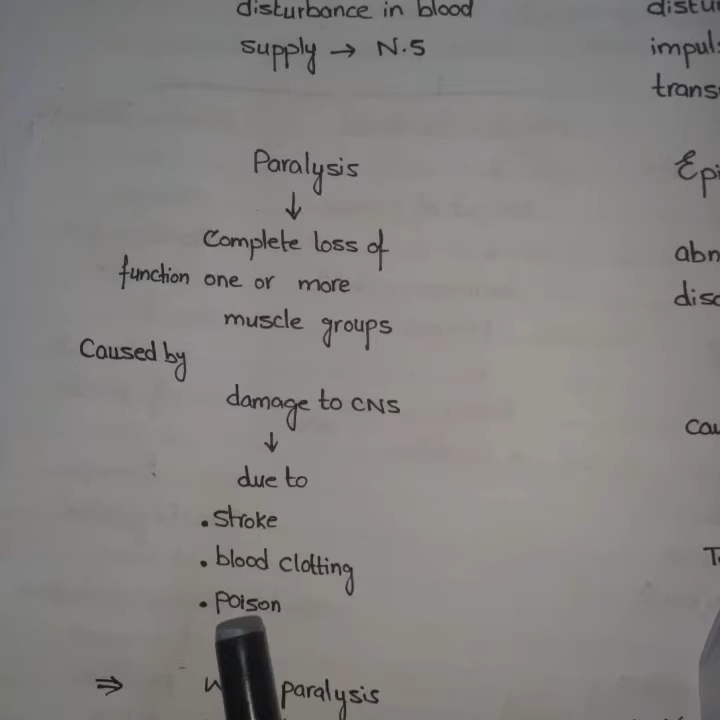 disturbance in blood
supply → N.S
Paralysis
↓
Complete loss of
function one or more
muscle groups
Caused by
damage to CNS
↓
due to
• stroke
• blood clotting
• poison
⇒ paralysis